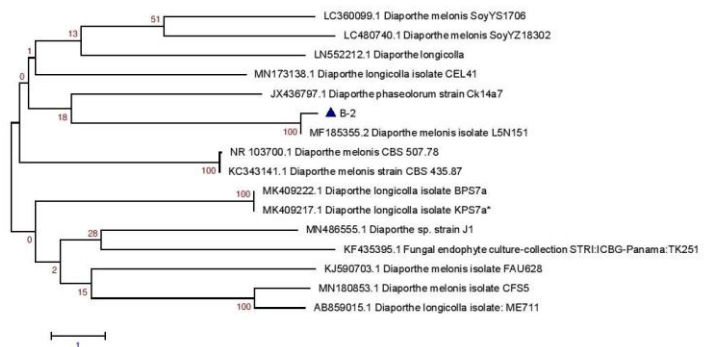 LC360099.1 Diaporthe melonis SoyYS1706
51
LC480740.1 Diaporthe melonis SoyYZ18302
13
LN552212.1 Diaporthe longicolla
1
MN173138.1 Diaporthe longicolla isolate CEL41
0
JX436797.1 Diaporthe phaseolorum strain Ck14a7
18
B-2
100
MF185355.2 Diaporthe melonis isolate L5N151
NR 103700.1 Diaporthe melonis CBS 507.78
100
KC343141.1 Diaporthe melonis strain CBS 435.87
MK409222.1 Diaporthe longicolla isolate BPS7a
100
MK409217.1 Diaporthe longicolla isolate KPS7a*
0
MN486555.1 Diaporthe sp. strain J1
28
KF435395.1 Fungal endophyte culture-collection STRI:ICBG-Panama:TK251
2
KJ590703.1 Diaporthe melonis isolate FAU628
15
MN180853.1 Diaporthe melonis isolate CFS5
100
AB859015.1 Diaporthe longicolla isolate: ME711
1